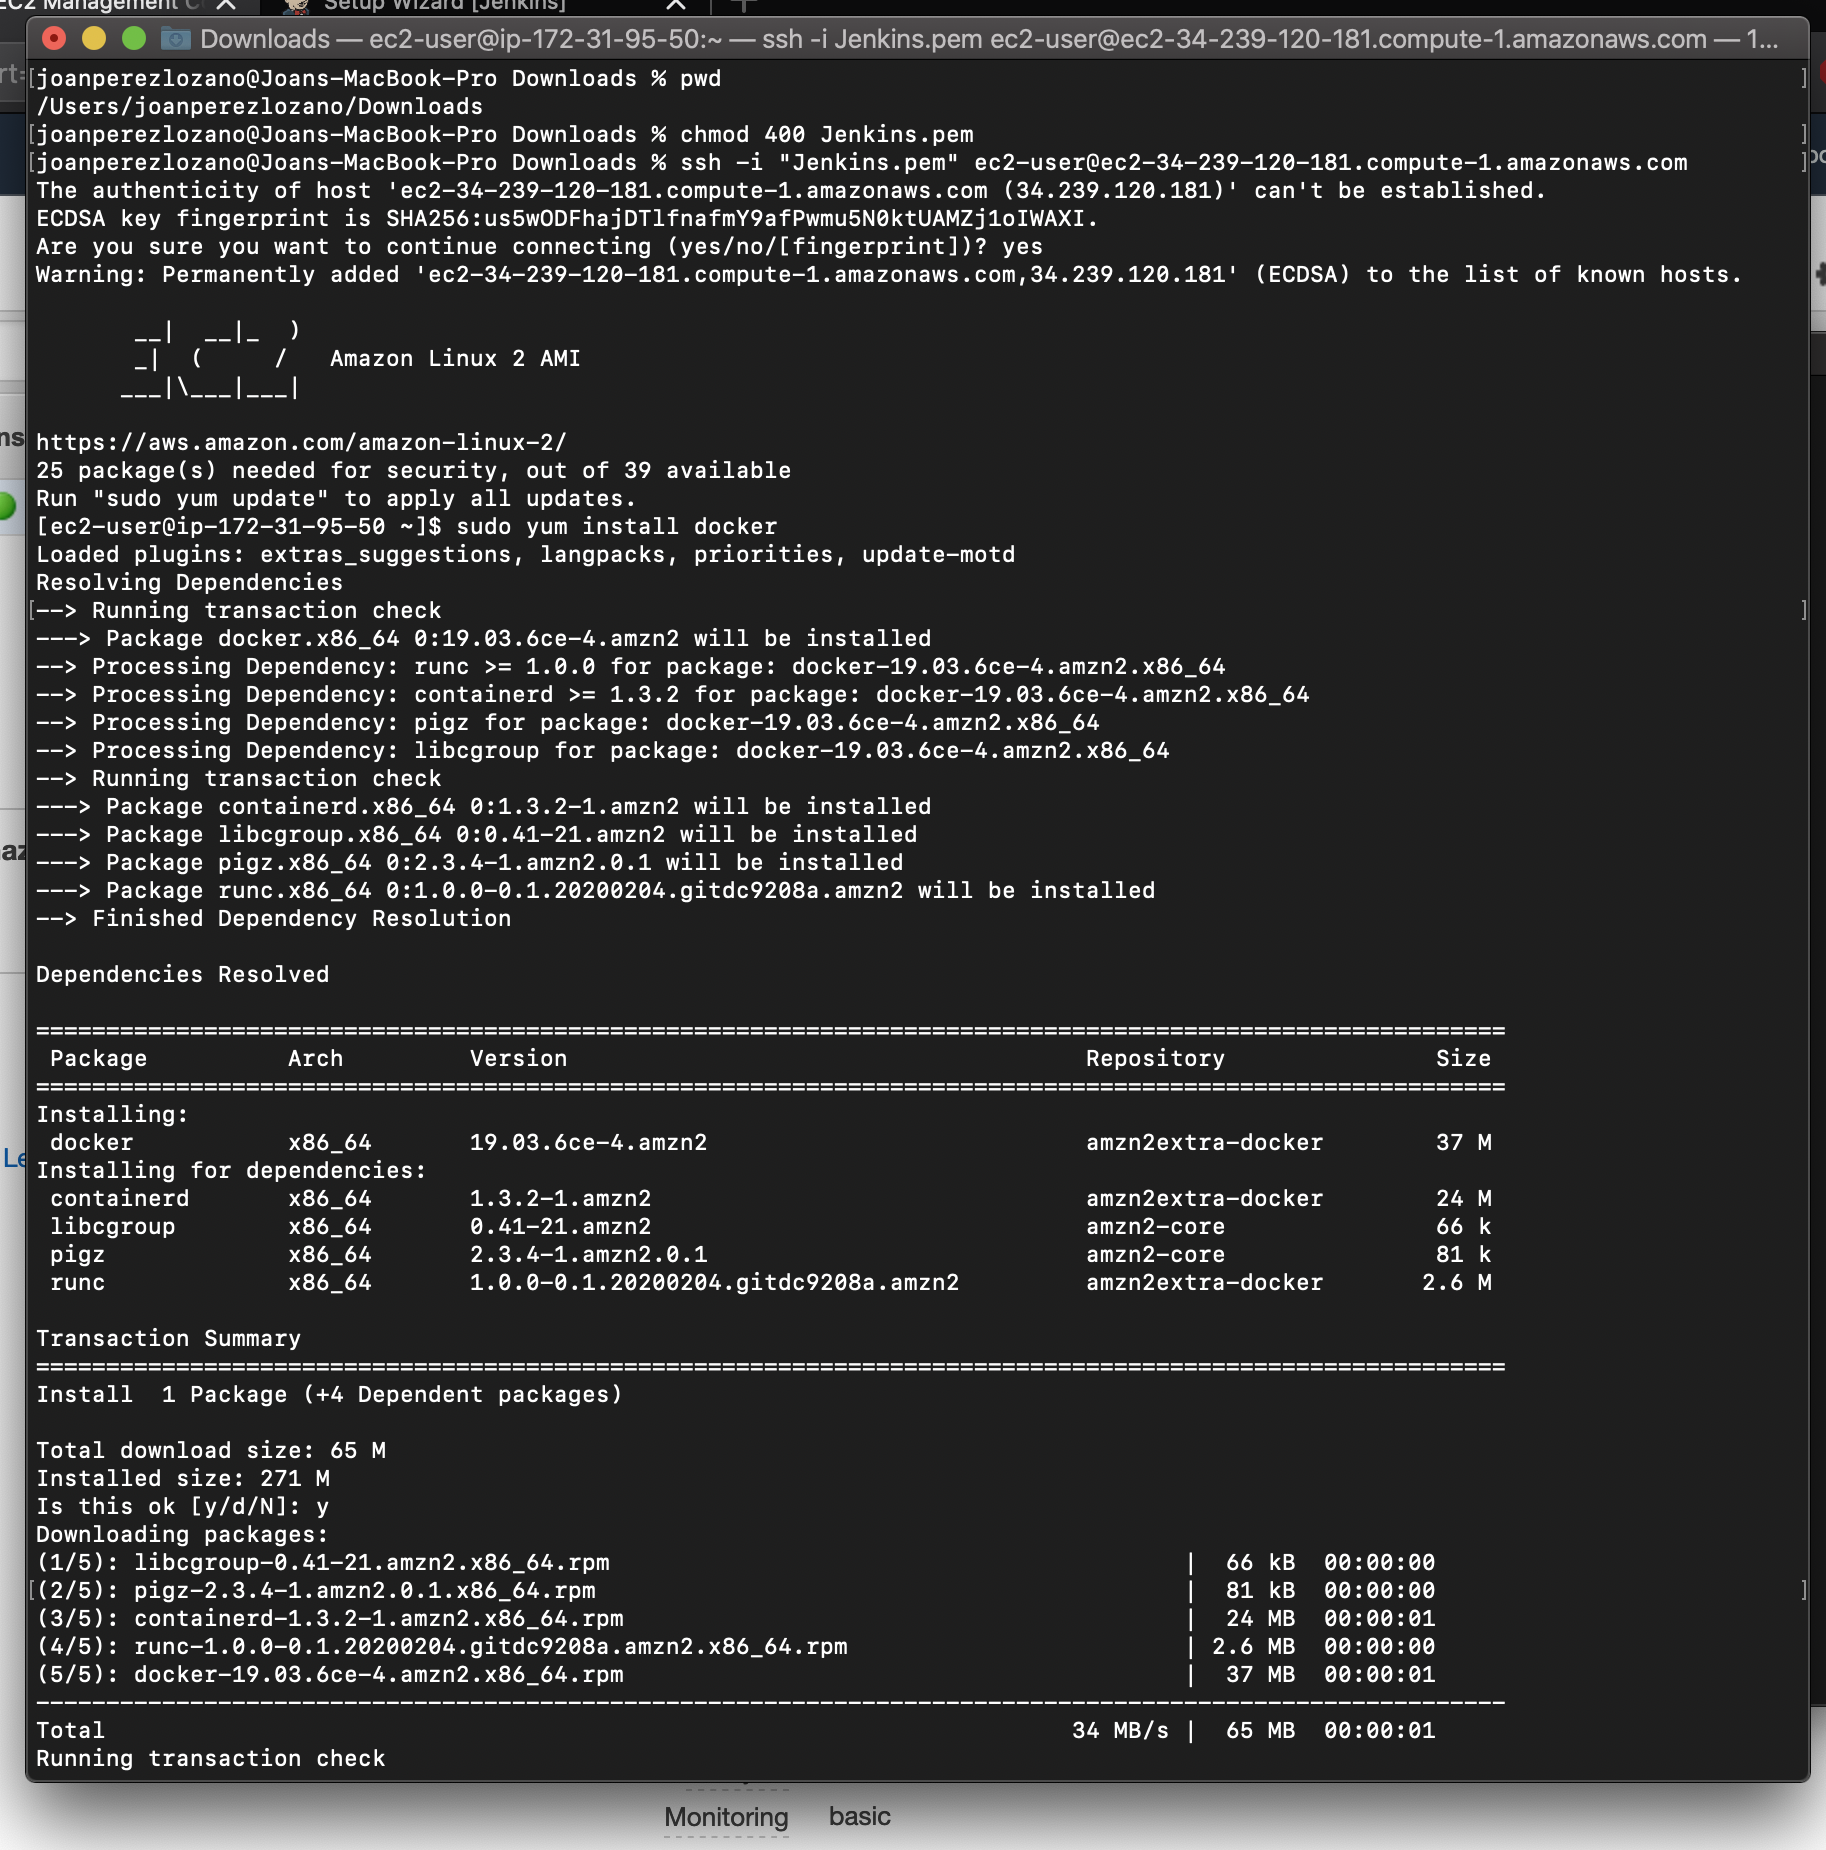 EC2 Management C
Setup Wizard [Jenkins]
Downloads — ec2-user@ip-172-31-95-50:~ — ssh -i Jenkins.pem ec2-user@ec2-34-239-120-181.compute-1.amazonaws.com — 1...
[joanperezlozano@Joans-MacBook-Pro Downloads % pwd ]
/Users/joanperezlozano/Downloads
[joanperezlozano@Joans-MacBook-Pro Downloads % chmod 400 Jenkins.pem ]
[joanperezlozano@Joans-MacBook-Pro Downloads % ssh -i "Jenkins.pem" ec2-user@ec2-34-239-120-181.compute-1.amazonaws.com ]
The authenticity of host 'ec2-34-239-120-181.compute-1.amazonaws.com (34.239.120.181)' can't be established.
ECDSA key fingerprint is SHA256:us5wODFhajDTlfnafmY9afPwmu5N0ktUAMZj1oIWAXI.
Are you sure you want to continue connecting (yes/no/[fingerprint])? yes
Warning: Permanently added 'ec2-34-239-120-181.compute-1.amazonaws.com,34.239.120.181' (ECDSA) to the list of known hosts.
       __|  __|_  )
       _|  (     /   Amazon Linux 2 AMI
      ___|\___|___|
https://aws.amazon.com/amazon-linux-2/
25 package(s) needed for security, out of 39 available
Run "sudo yum update" to apply all updates.
[ec2-user@ip-172-31-95-50 ~]$ sudo yum install docker
Loaded plugins: extras_suggestions, langpacks, priorities, update-motd
Resolving Dependencies
[--> Running transaction check ]
---> Package docker.x86_64 0:19.03.6ce-4.amzn2 will be installed
--> Processing Dependency: runc >= 1.0.0 for package: docker-19.03.6ce-4.amzn2.x86_64
--> Processing Dependency: containerd >= 1.3.2 for package: docker-19.03.6ce-4.amzn2.x86_64
--> Processing Dependency: pigz for package: docker-19.03.6ce-4.amzn2.x86_64
--> Processing Dependency: libcgroup for package: docker-19.03.6ce-4.amzn2.x86_64
--> Running transaction check
---> Package containerd.x86_64 0:1.3.2-1.amzn2 will be installed
---> Package libcgroup.x86_64 0:0.41-21.amzn2 will be installed
---> Package pigz.x86_64 0:2.3.4-1.amzn2.0.1 will be installed
---> Package runc.x86_64 0:1.0.0-0.1.20200204.gitdc9208a.amzn2 will be installed
--> Finished Dependency Resolution
Dependencies Resolved
=========================================================================================================
 Package          Arch         Version                                     Repository               Size
=========================================================================================================
Installing:
 docker           x86_64       19.03.6ce-4.amzn2                           amzn2extra-docker        37 M
Installing for dependencies:
 containerd       x86_64       1.3.2-1.amzn2                               amzn2extra-docker        24 M
 libcgroup        x86_64       0.41-21.amzn2                               amzn2-core               66 k
 pigz             x86_64       2.3.4-1.amzn2.0.1                           amzn2-core               81 k
 runc             x86_64       1.0.0-0.1.20200204.gitdc9208a.amzn2         amzn2extra-docker       2.6 M
Transaction Summary
=========================================================================================================
Install  1 Package (+4 Dependent packages)
Total download size: 65 M
Installed size: 271 M
Is this ok [y/d/N]: y
Downloading packages:
(1/5): libcgroup-0.41-21.amzn2.x86_64.rpm                                         |  66 kB  00:00:00
[(2/5): pigz-2.3.4-1.amzn2.0.1.x86_64.rpm                                          |  81 kB  00:00:00 ]
(3/5): containerd-1.3.2-1.amzn2.x86_64.rpm                                        |  24 MB  00:00:01
(4/5): runc-1.0.0-0.1.20200204.gitdc9208a.amzn2.x86_64.rpm                        | 2.6 MB  00:00:00
(5/5): docker-19.03.6ce-4.amzn2.x86_64.rpm                                        |  37 MB  00:00:01
---------------------------------------------------------------------------------------------------------
Total                                                                     34 MB/s |  65 MB  00:00:01
Running transaction check
Monitoring basic